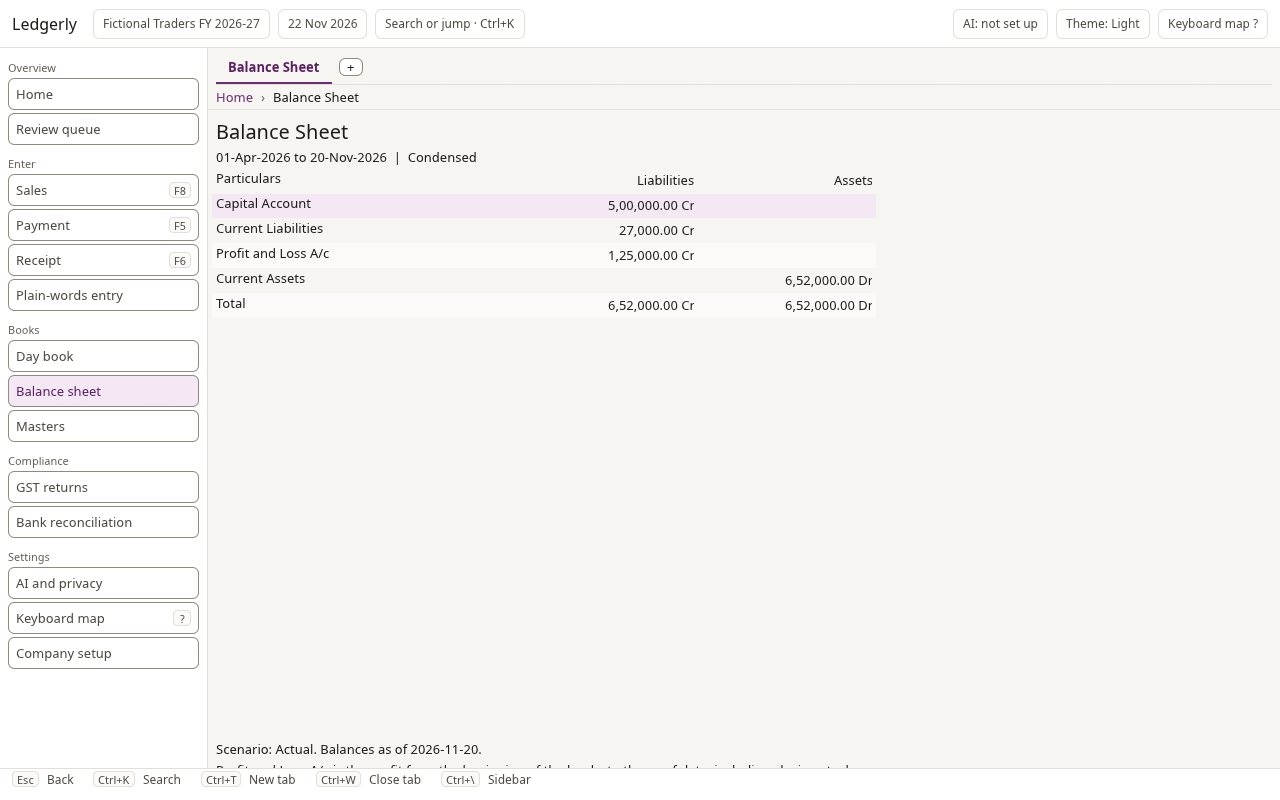 Ledgerly
Fictional Traders FY 2026-27
22 Nov 2026
Search or jump · Ctrl+K
AI: not set up
Theme: Light
Keyboard map ?
Overview
Home
Review queue
Enter
Sales F8
Payment F5
Receipt F6
Plain-words entry
Books
Day book
Balance sheet
Masters
Compliance
GST returns
Bank reconciliation
Settings
AI and privacy
Keyboard map ?
Company setup
Balance Sheet +
Home › Balance Sheet
Balance Sheet
01-Apr-2026 to 20-Nov-2026 | Condensed
Particulars Liabilities Assets
Capital Account 5,00,000.00 Cr
Current Liabilities 27,000.00 Cr
Profit and Loss A/c 1,25,000.00 Cr
Current Assets 6,52,000.00 Dr
Total 6,52,000.00 Cr 6,52,000.00 Dr
Scenario: Actual. Balances as of 2026-11-20.
Esc Back Ctrl+K Search Ctrl+T New tab Ctrl+W Close tab Ctrl+\ Sidebar